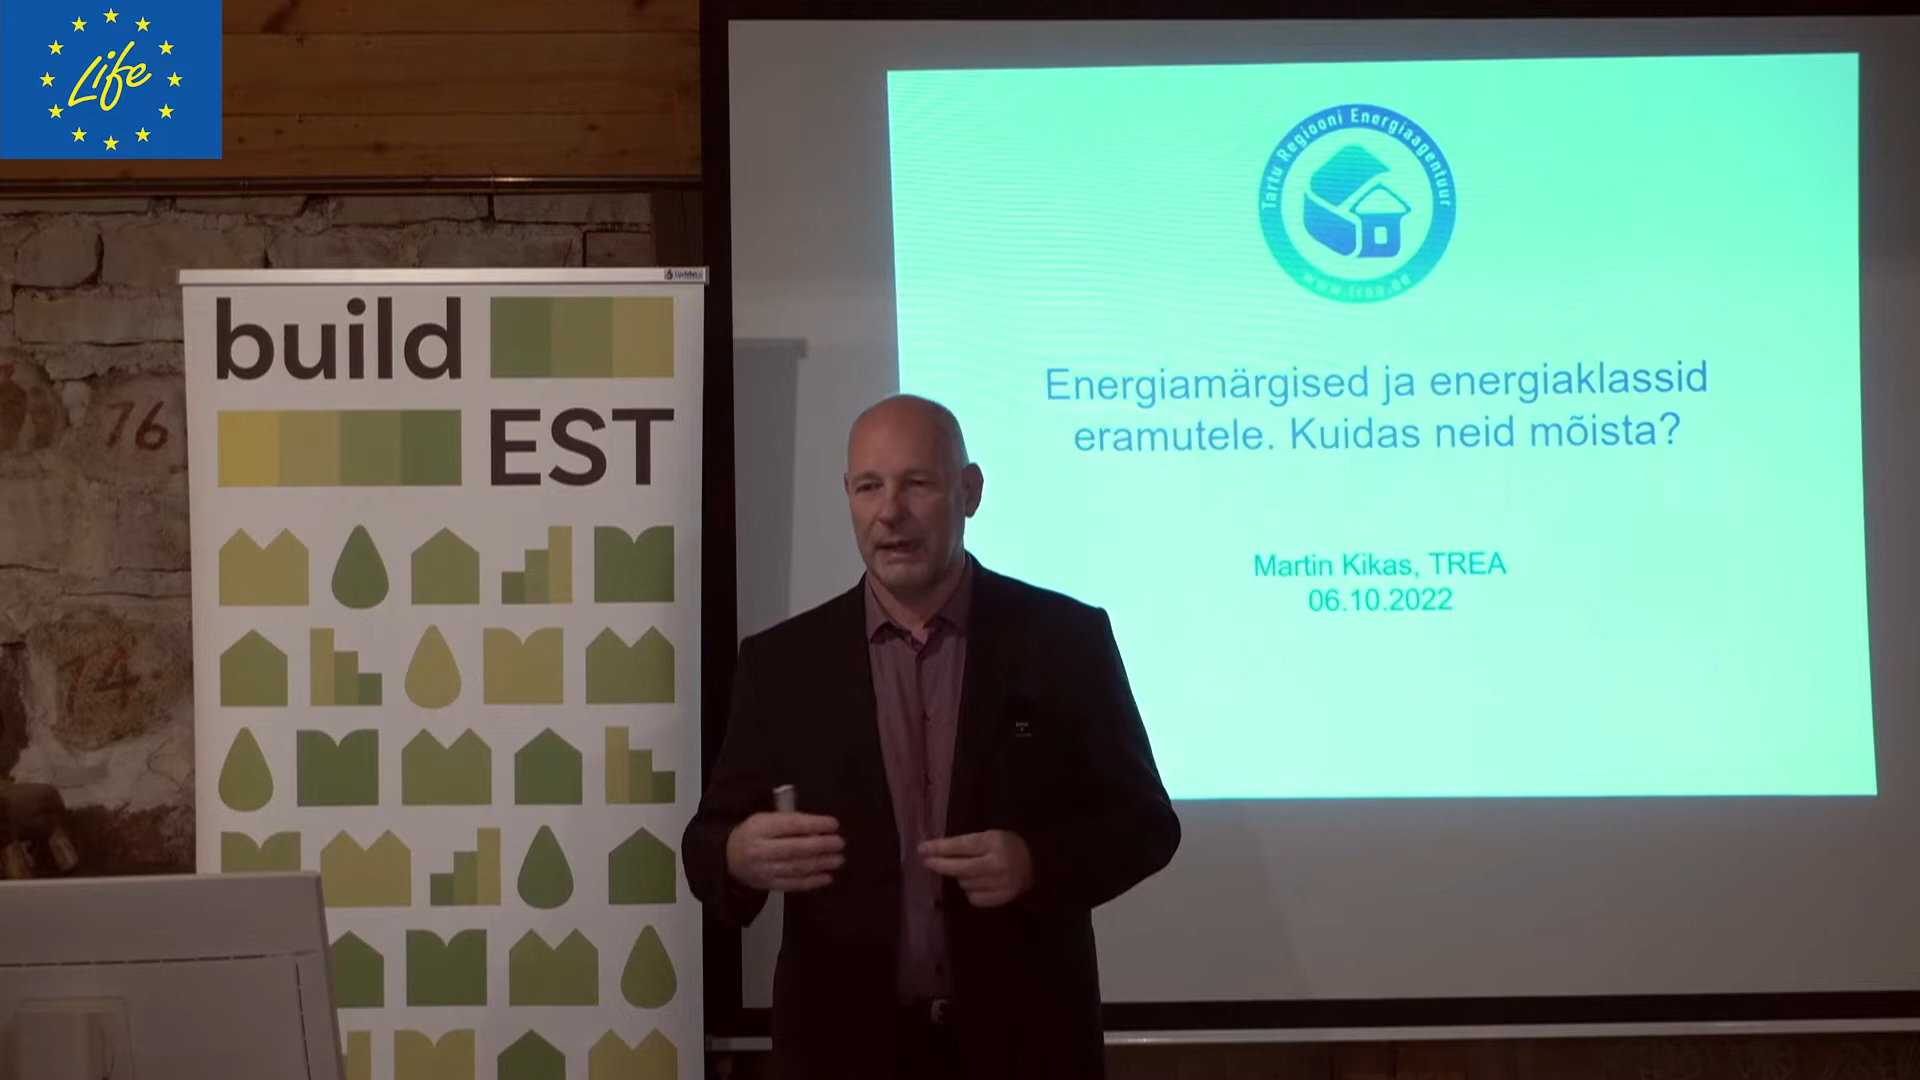 Life
build
EST
76
74.
Tartu Regiooni Energiaagentuur
www.trea.ee
Energiamärgised ja energiaklassid
eramutele. Kuidas neid mõista?
Martin Kikas, TREA
06.10.2022